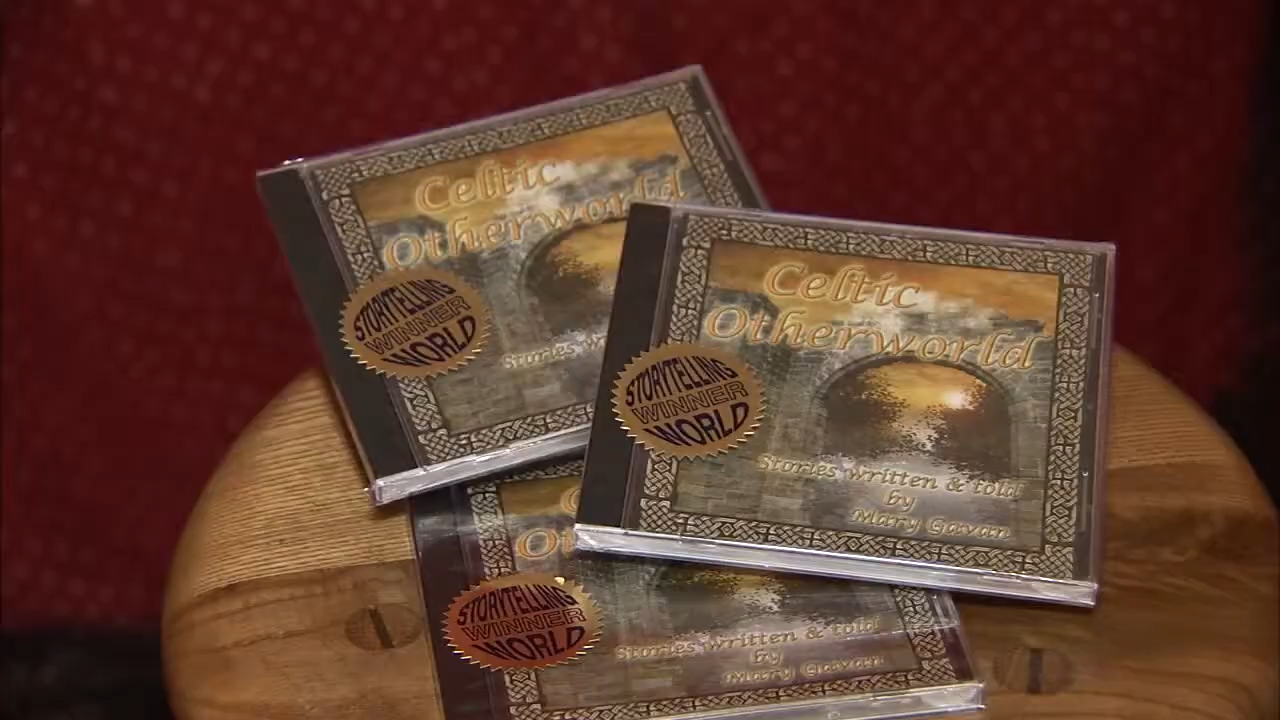 Celtic
Otherworld
STORYTELLING
WINNER
WORLD
Stories
Celtic
Otherworld
STORYTELLING
WINNER
WORLD
Stories written & told
by
Mary Gavan
STORYTELLING
WINNER
WORLD
Stories written & told
by
Mary Gavan